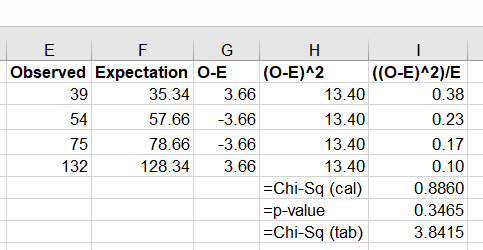 E F G H I
Observed Expectation O-E (O-E)^2 ((O-E)^2)/E
39 35.34 3.66 13.40 0.38
54 57.66 -3.66 13.40 0.23
75 78.66 -3.66 13.40 0.17
132 128.34 3.66 13.40 0.10
=Chi-Sq (cal) 0.8860
=p-value 0.3465
=Chi-Sq (tab) 3.8415